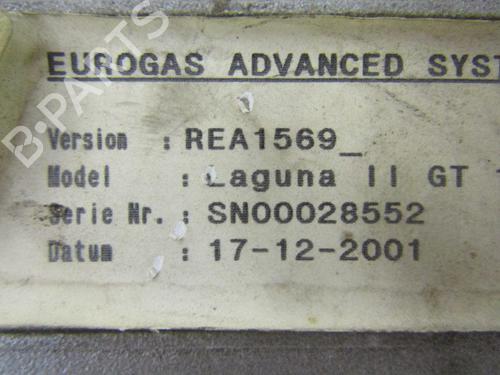 EUROGAS ADVANCED SYST
Version : REA1569_
Model : Laguna II GT
Serie Nr. : SN00028552
Datum : 17-12-2001
B-PARTS